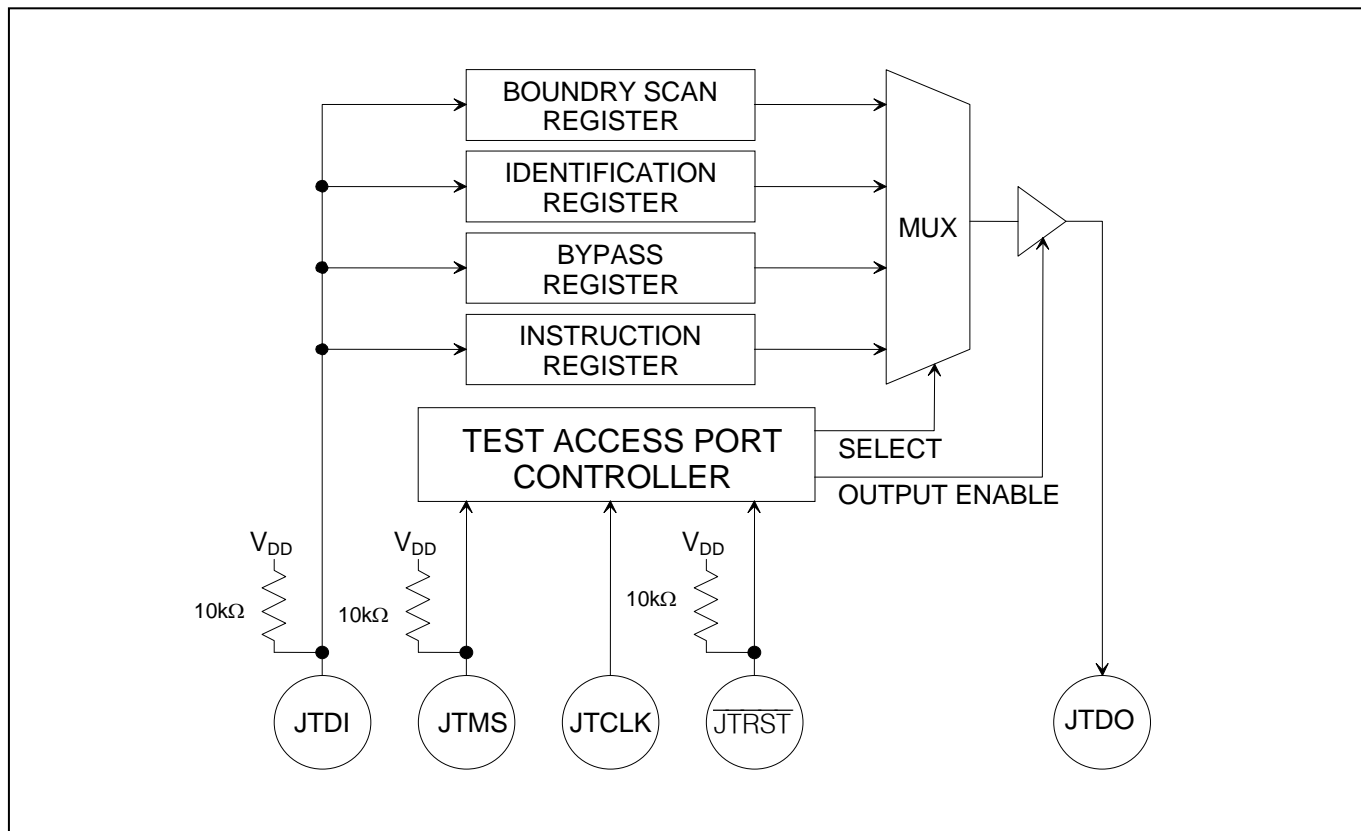 BOUNDRY SCAN
REGISTER
IDENTIFICATION
REGISTER
BYPASS
REGISTER
INSTRUCTION
REGISTER
MUX
TEST ACCESS PORT
CONTROLLER
SELECT
OUTPUT ENABLE
VDD
10kΩ
VDD
10kΩ
VDD
10kΩ
JTDI
JTMS
JTCLK
JTRST
JTDO